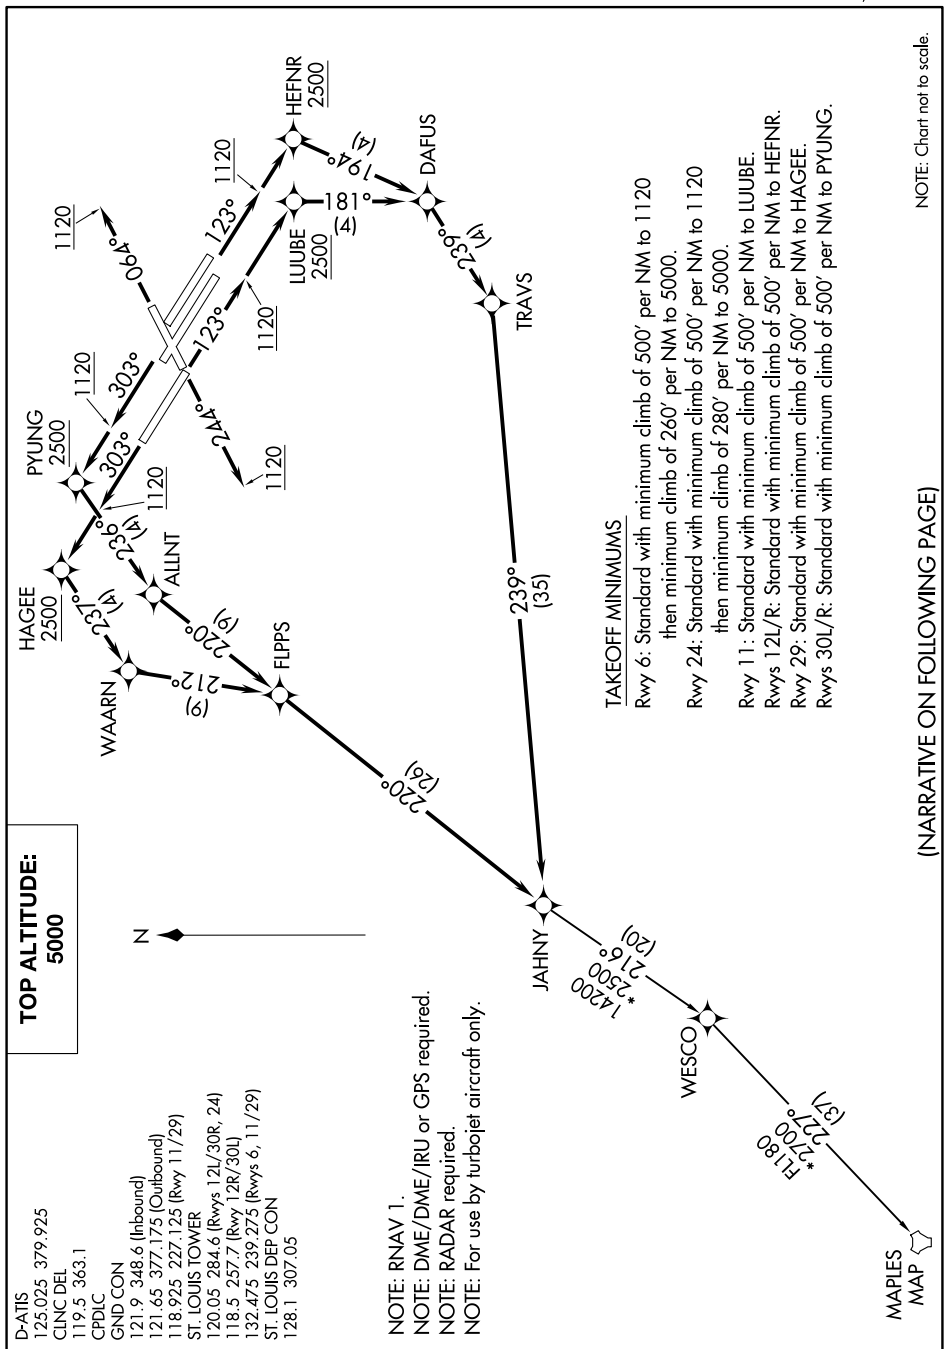 TOP ALTITUDE:
5000
D-ATIS
125.025 379.925
CLNC DEL
119.5 363.1
CPDLC
GND CON
121.9 348.6 (Inbound)
121.65 377.175 (Outbound)
118.925 227.125 (Rwy 11/29)
ST. LOUIS TOWER
120.05 284.6 (Rwys 12L/30R, 24)
118.5 257.7 (Rwy 12R/30L)
132.475 239.275 (Rwys 6, 11/29)
ST. LOUIS DEP CON
128.1 307.05
N
NOTE: RNAV 1.
NOTE: DME/DME/IRU or GPS required.
NOTE: RADAR required.
NOTE: For use by turbojet aircraft only.
HAGEE
2500
237°
(4)
WAARN
212°
(9)
PYUNG
2500
236°
(4)
ALLNT
220°
(9)
FLPPS
303°
1120
303°
1120
064°
1120
244°
1120
123°
1120
123°
1120
HEFNR
2500
194°
(4)
LUUBE
2500
181°
(4)
DAFUS
239°
(4)
TRAVS
239°
(35)
220°
(26)
JAHNY
14200
*2500
216°
(20)
WESCO
FL180
*2700
227°
(37)
MAPLES
MAP
TAKEOFF MINIMUMS
Rwy 6: Standard with minimum climb of 500' per NM to 1120
then minimum climb of 260' per NM to 5000.
Rwy 24: Standard with minimum climb of 500' per NM to 1120
then minimum climb of 280' per NM to 5000.
Rwy 11: Standard with minimum climb of 500' per NM to LUUBE.
Rwys 12L/R: Standard with minimum climb of 500' per NM to HEFNR.
Rwy 29: Standard with minimum climb of 500' per NM to HAGEE.
Rwys 30L/R: Standard with minimum climb of 500' per NM to PYUNG.
(NARRATIVE ON FOLLOWING PAGE)
NOTE: Chart not to scale.